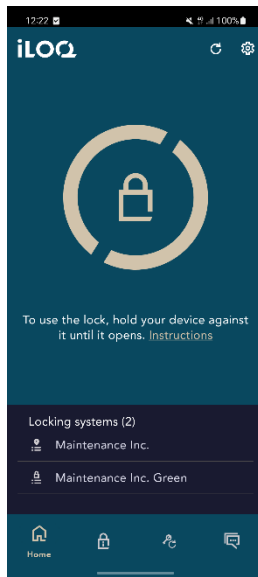 12:22
100%
iLOQ
To use the lock, hold your device against
it until it opens. Instructions
Locking systems (2)
Maintenance Inc.
Maintenance Inc. Green
Home